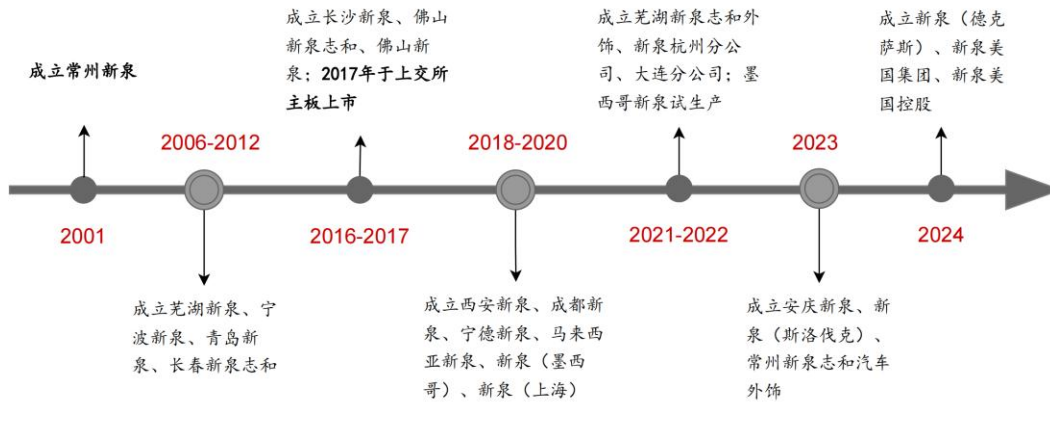 成立常州新泉
2001
2006-2012
成立芜湖新泉、宁
波新泉、青岛新
泉、长春新泉志和
成立长沙新泉、佛山
新泉志和、佛山新
泉；2017年于上交所
主板上市
2016-2017
2018-2020
成立西安新泉、成都新
泉、宁德新泉、马来西
亚新泉、新泉（墨西
哥）、新泉（上海）
成立芜湖新泉志和外
饰、新泉杭州分公
司、大连分公司；墨
西哥新泉试生产
2021-2022
2023
成立安庆新泉、新
泉（斯洛伐克）、
常州新泉志和汽车
外饰
成立新泉（德克
萨斯）、新泉美
国集团、新泉美
国控股
2024